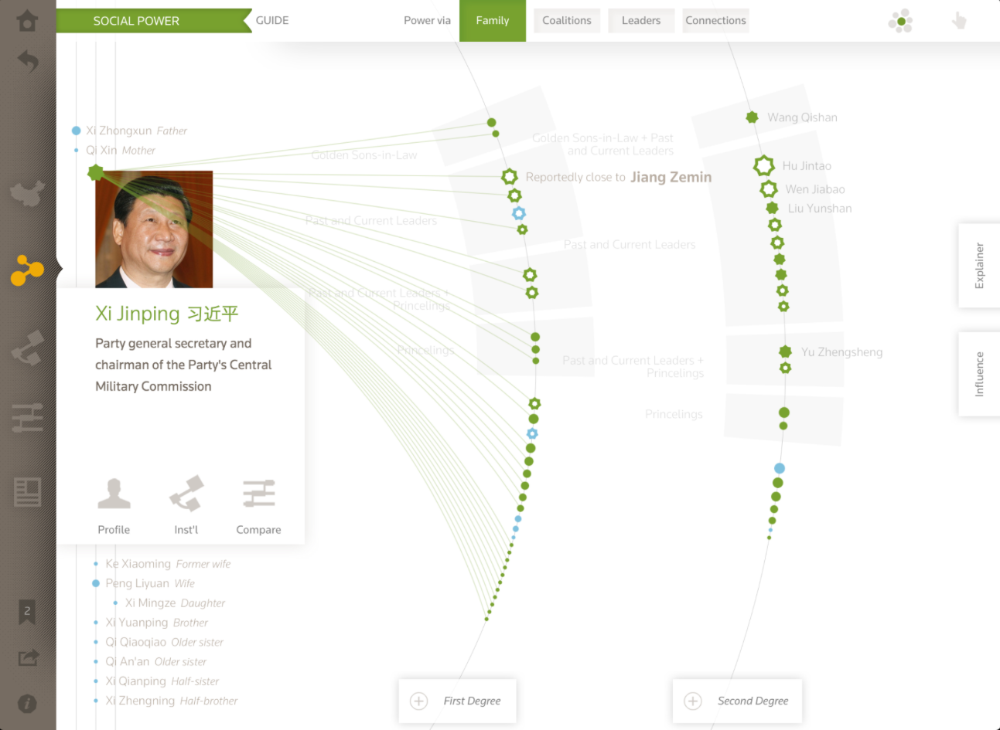 SOCIAL POWER
GUIDE
Power via
Family
Coalitions
Leaders
Connections
Xi Zhongxun Father
Qi Xin Mother
Xi Jinping 习近平
Party general secretary and
chairman of the Party's Central
Military Commission
Profile
Inst'l
Compare
Ke Xiaoming Former wife
Peng Liyuan Wife
Xi Mingze Daughter
Xi Yuanping Brother
Qi Qiaoqiao Older sister
Qi An'an Older sister
Xi Qianping Half-sister
Xi Zhengning Half-brother
2
i
Golden Sons-in-Law
Past and Current Leaders
Past and Current Leaders +
Princelings
Princelings
Reportedly close to Jiang Zemin
First Degree
Golden Sons-in-Law + Past
and Current Leaders
Past and Current Leaders
Past and Current Leaders +
Princelings
Princelings
Wang Qishan
Hu Jintao
Wen Jiabao
Liu Yunshan
Yu Zhengsheng
Second Degree
Explainer
Influence